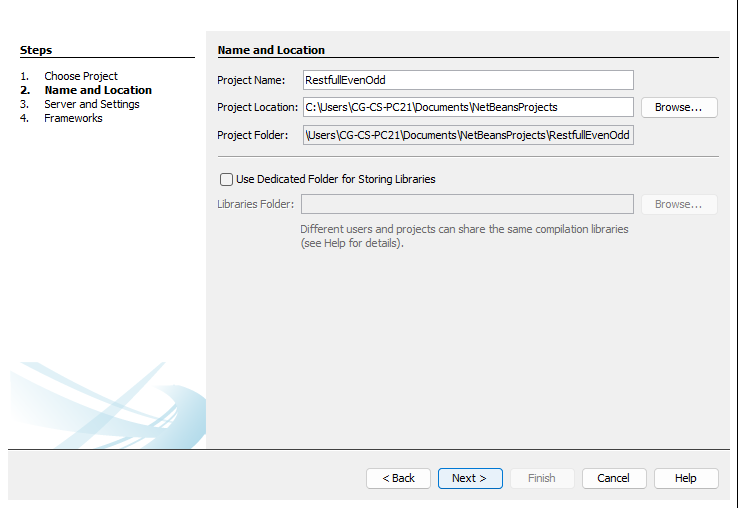 Steps
1. Choose Project
2. Name and Location
3. Server and Settings
4. Frameworks
Name and Location
Project Name: RestfullEvenOdd
Project Location: C:\Users\CG-CS-PC21\Documents\NetBeansProjects Browse...
Project Folder: \Users\CG-CS-PC21\Documents\NetBeansProjects\RestfullEvenOdd
Use Dedicated Folder for Storing Libraries
Libraries Folder: Browse...
Different users and projects can share the same compilation libraries
(see Help for details).
< Back Next > Finish Cancel Help